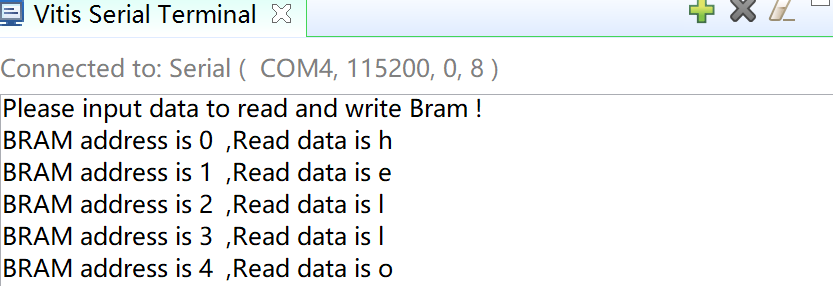 Vitis Serial Terminal
Connected to: Serial ( COM4, 115200, 0, 8 )
Please input data to read and write Bram !
BRAM address is 0 ,Read data is h
BRAM address is 1 ,Read data is e
BRAM address is 2 ,Read data is l
BRAM address is 3 ,Read data is l
BRAM address is 4 ,Read data is o